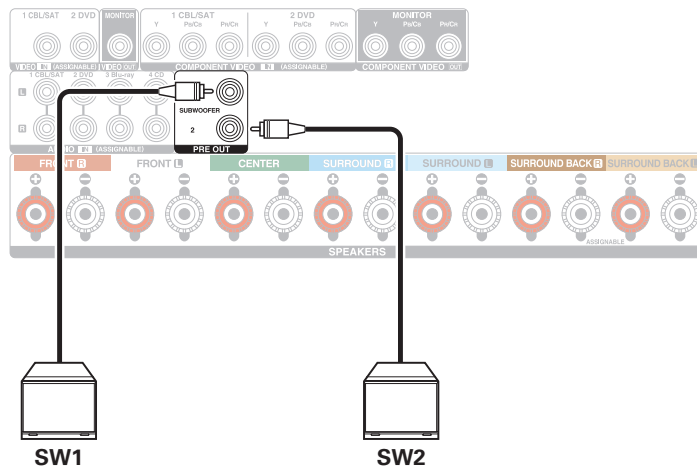 1 CBL/SAT 2 DVD MONITOR 1 CBL/SAT 2 DVD MONITOR
Y PB/CB PR/CR Y PB/CB PR/CR Y PB/CB PR/CR
VIDEO IN (ASSIGNABLE) VIDEO OUT COMPONENT VIDEO IN (ASSIGNABLE) COMPONENT VIDEO OUT
1 CBL/SAT 2 DVD 3 Blu-ray 4 CD
L
SUBWOOFER
R 2
AUDIO IN (ASSIGNABLE) PRE OUT
FRONT R FRONT L CENTER SURROUND R SURROUND L SURROUND BACK R SURROUND BACK L
ASSIGNABLE
SPEAKERS
SW1 SW2